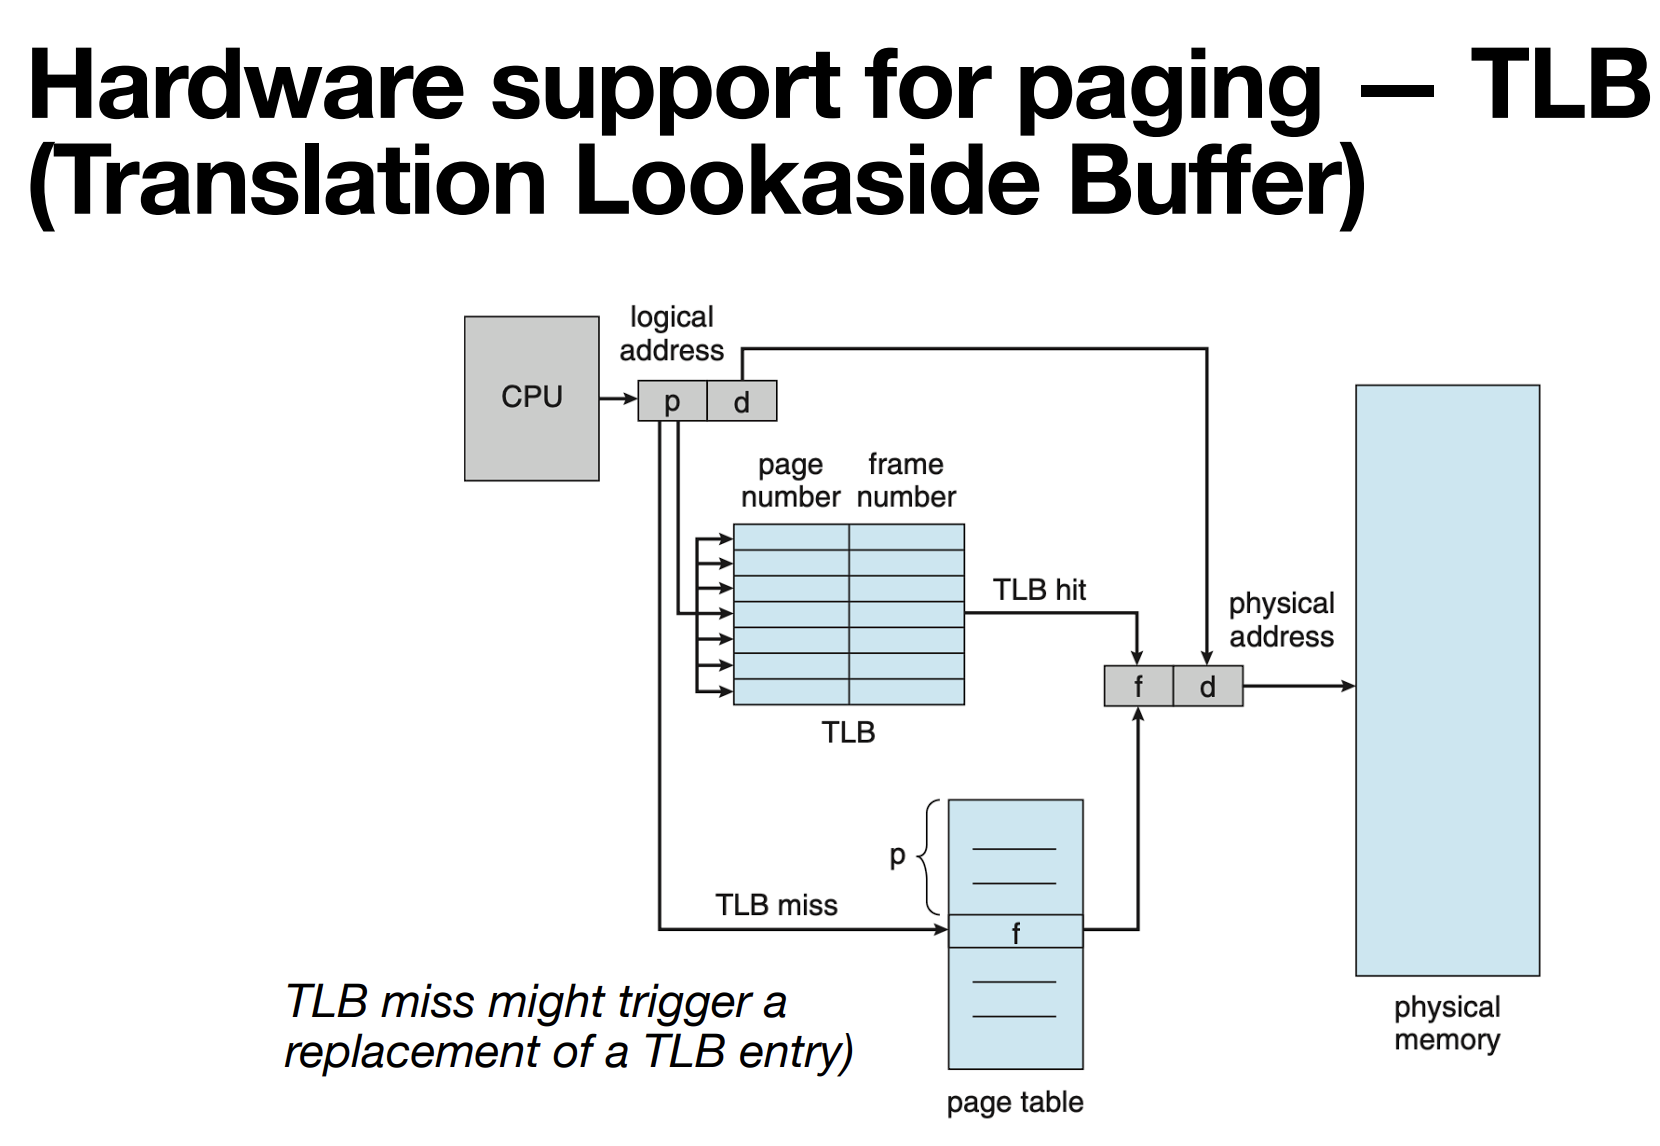 Hardware support for paging — TLB
(Translation Lookaside Buffer)
logical
address
CPU
p
d
page
number
frame
number
TLB hit
physical
address
f
d
TLB
p
TLB miss
f
TLB miss might trigger a
replacement of a TLB entry)
physical
memory
page table